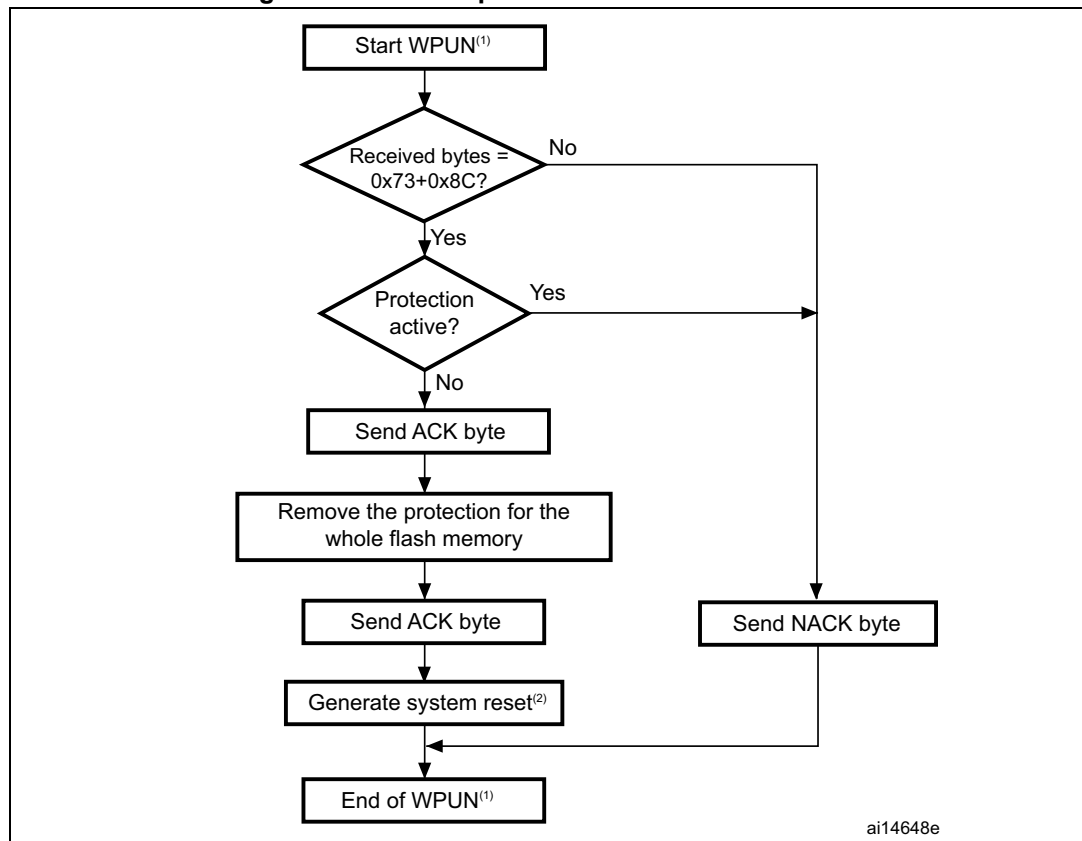 Start WPUN(1)
Received bytes =
0x73+0x8C?
No
Yes
Protection
active?
Yes
No
Send ACK byte
Remove the protection for the
whole flash memory
Send ACK byte
Send NACK byte
Generate system reset(2)
End of WPUN(1)
ai14648e